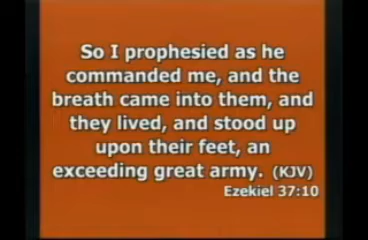 So I prophesied as he
commanded me, and the
breath came into them, and
they lived, and stood up
upon their feet, an
exceeding great army. (KJV)
Ezekiel 37:10